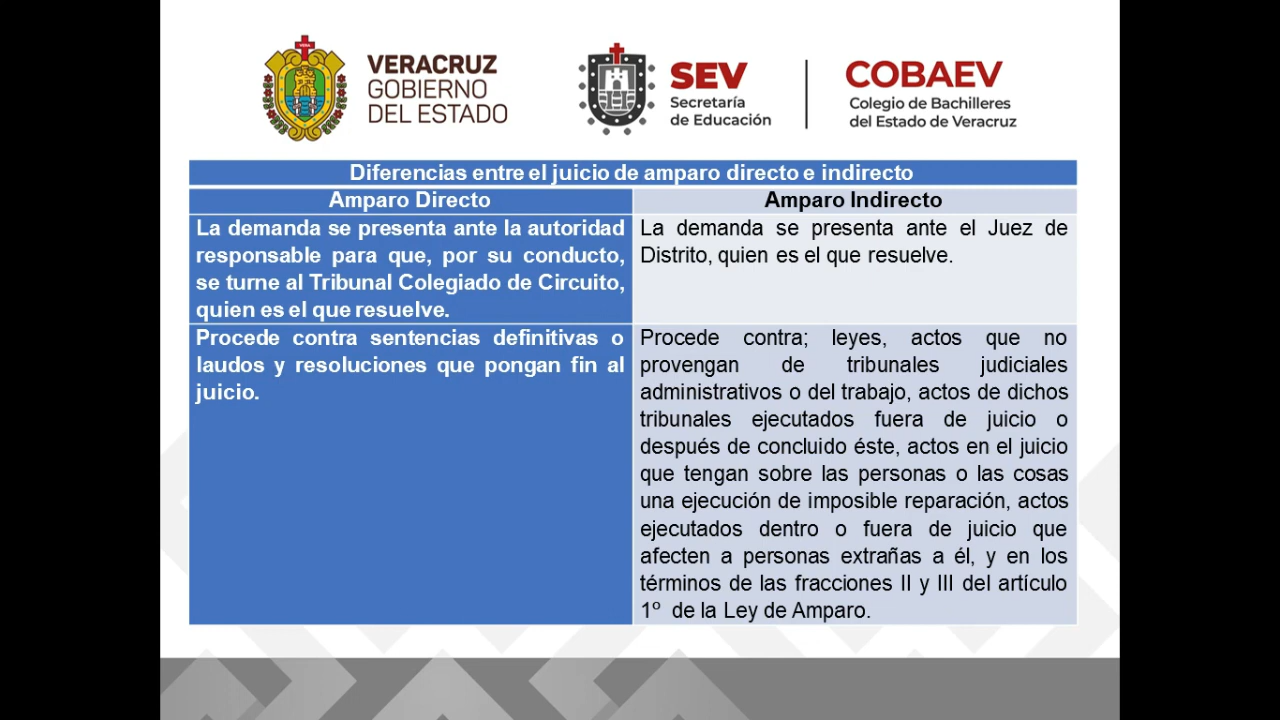 VERACRUZ
GOBIERNO
DEL ESTADO
SEV
Secretaría
de Educación
COBAEV
Colegio de Bachilleres
del Estado de Veracruz
Diferencias entre el juicio de amparo directo e indirecto
Amparo Directo
Amparo Indirecto
La demanda se presenta ante la autoridad
responsable para que, por su conducto,
se turne al Tribunal Colegiado de Circuito,
quien es el que resuelve.
La demanda se presenta ante el Juez de
Distrito, quien es el que resuelve.
Procede contra sentencias definitivas o
laudos y resoluciones que pongan fin al
juicio.
Procede contra; leyes, actos que no
provengan de tribunales judiciales
administrativos o del trabajo, actos de dichos
tribunales ejecutados fuera de juicio o
después de concluido éste, actos en el juicio
que tengan sobre las personas o las cosas
una ejecución de imposible reparación, actos
ejecutados dentro o fuera de juicio que
afecten a personas extrañas a él, y en los
términos de las fracciones II y III del artículo
1º de la Ley de Amparo.